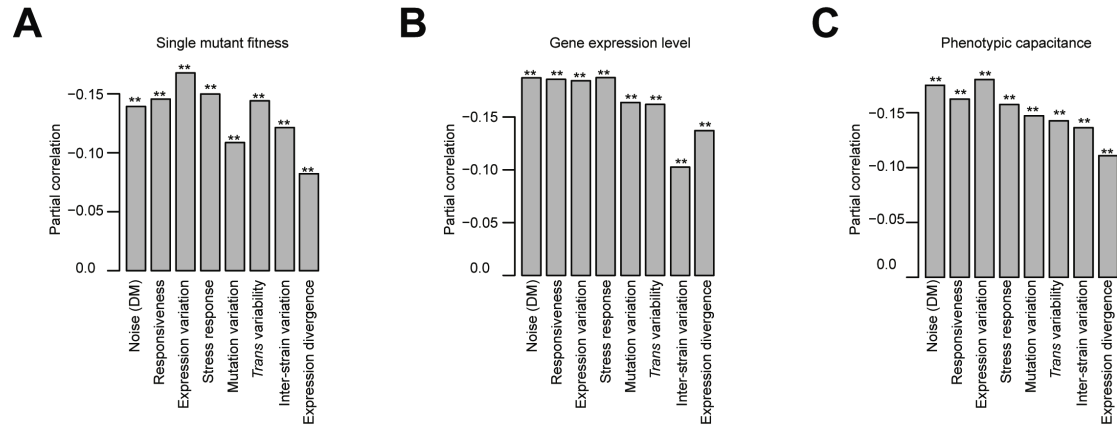 A
Single mutant fitness
Partial correlation
−0.15
−0.10
−0.05
0.0
**
**
**
**
**
**
**
**
Noise (DM)
Responsiveness
Expression variation
Stress response
Mutation variation
Trans variability
Inter-strain variation
Expression divergence
B
Gene expression level
Partial correlation
−0.15
−0.10
−0.05
0.0
**
**
**
**
**
**
**
**
Noise (DM)
Responsiveness
Expression variation
Stress response
Mutation variation
Trans variability
Inter-strain variation
Expression divergence
C
Phenotypic capacitance
Partial correlation
−0.15
−0.10
−0.05
0.0
**
**
**
**
**
**
**
**
Noise (DM)
Responsiveness
Expression variation
Stress response
Mutation variation
Trans variability
Inter-strain variation
Expression divergence